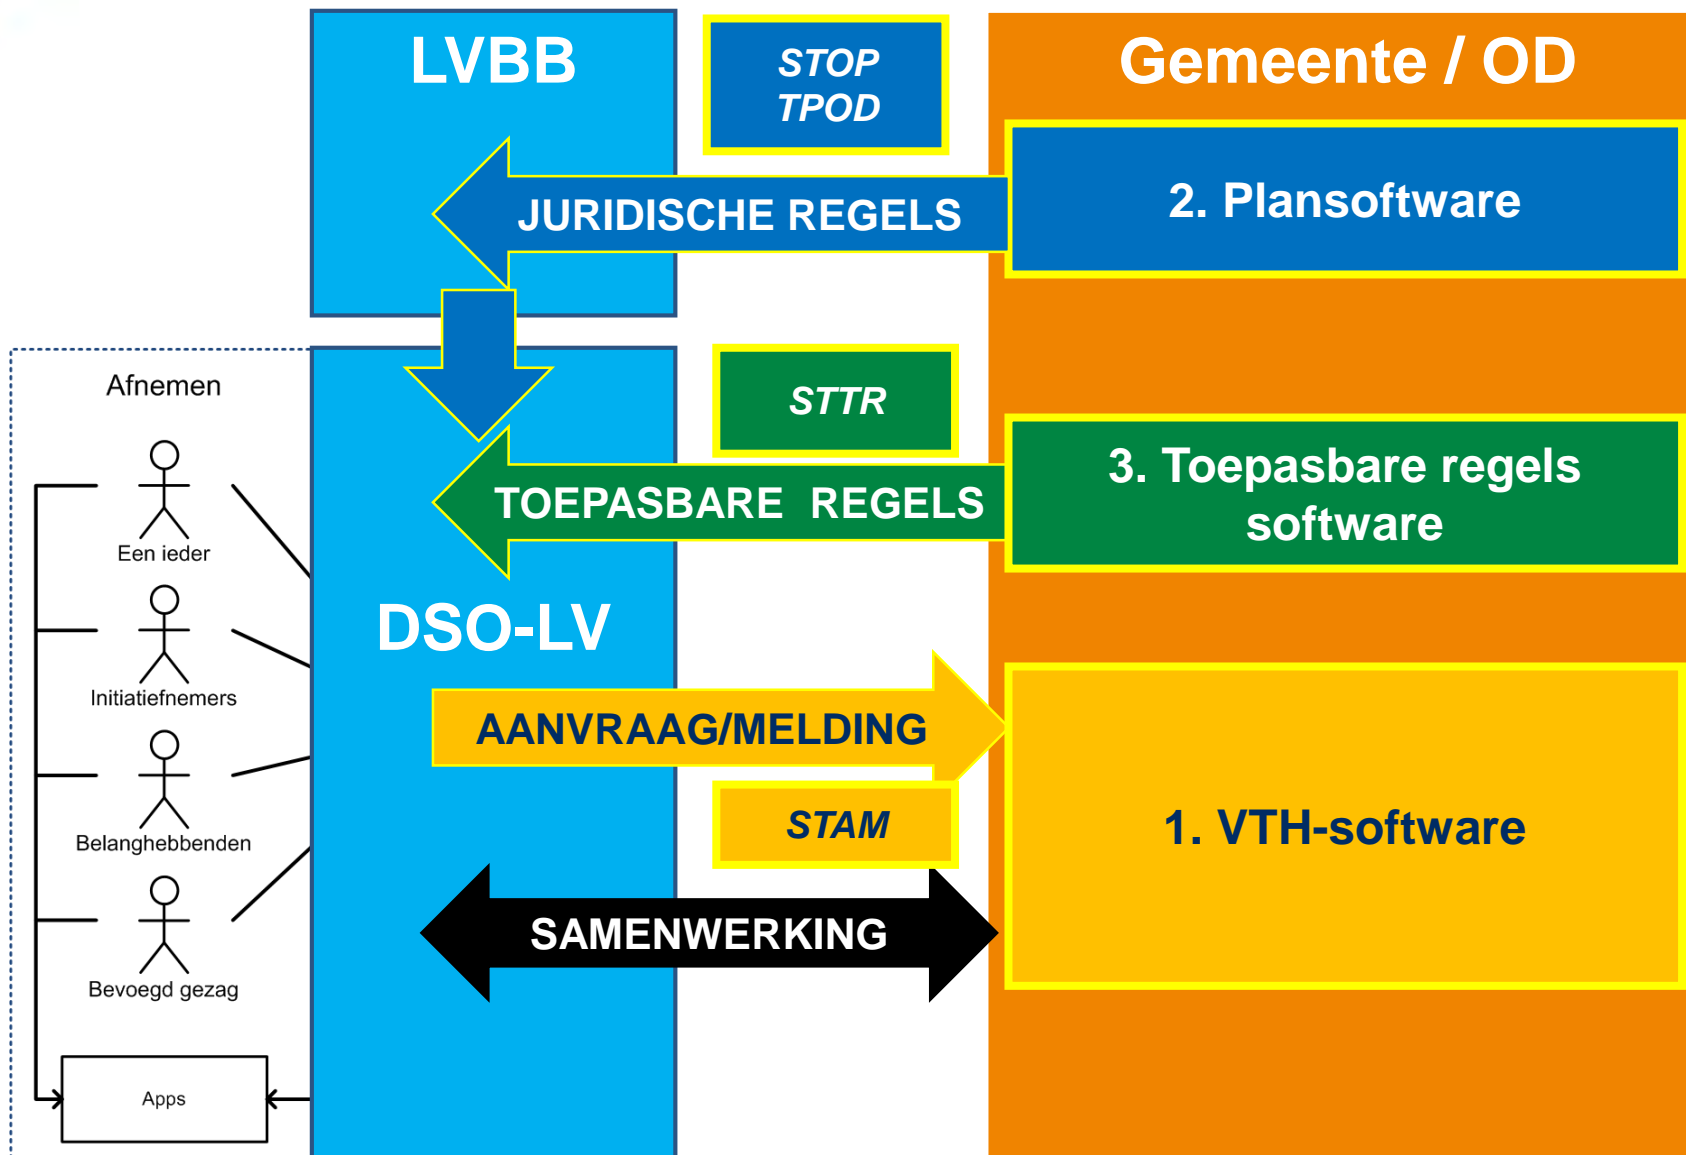 LVBB
STOP
TPOD
Gemeente / OD
JURIDISCHE REGELS
2. Plansoftware
Afnemen
STTR
TOEPASBARE REGELS
3. Toepasbare regels
software
Een ieder
DSO-LV
Initiatiefnemers
AANVRAAG/MELDING
STAM
1. VTH-software
Belanghebbenden
SAMENWERKING
Bevoegd gezag
Apps